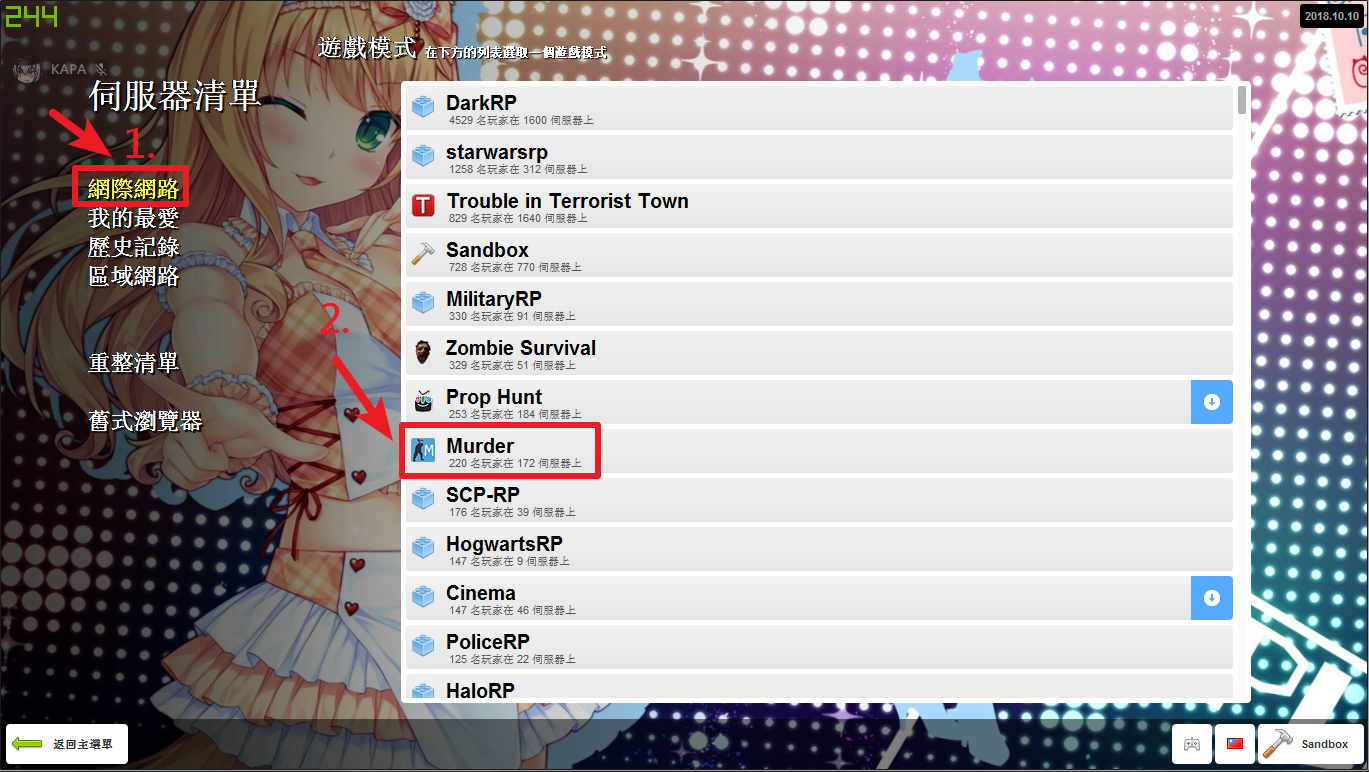 244
2018.10.10
遊戲模式 在下方的列表選取一個遊戲模式
KAPA
伺服器清單
1.
網際網路
我的最愛
歷史記錄
區域網路
重整清單
舊式瀏覽器
2.
DarkRP
4529 名玩家在 1600 伺服器上
starwarsrp
1258 名玩家在 312 伺服器上
T
Trouble in Terrorist Town
829 名玩家在 1640 伺服器上
Sandbox
728 名玩家在 770 伺服器上
MilitaryRP
330 名玩家在 91 伺服器上
Zombie Survival
329 名玩家在 51 伺服器上
Prop Hunt
253 名玩家在 184 伺服器上
M
Murder
220 名玩家在 172 伺服器上
SCP-RP
176 名玩家在 39 伺服器上
HogwartsRP
147 名玩家在 9 伺服器上
Cinema
147 名玩家在 46 伺服器上
PoliceRP
125 名玩家在 22 伺服器上
HaloRP
返回主選單
Sandbox